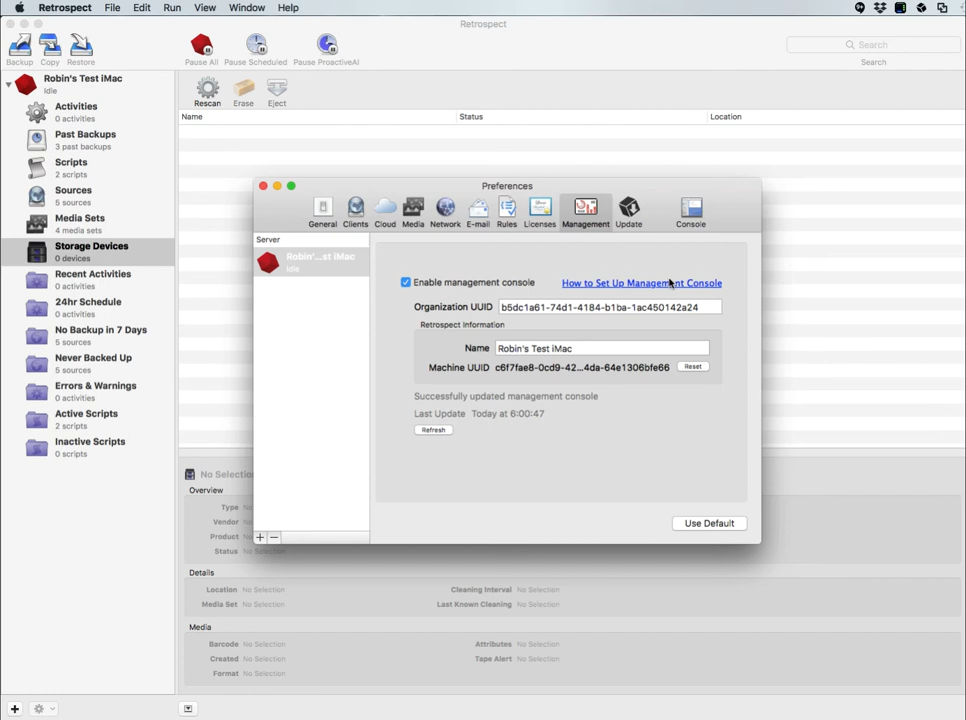 Retrospect File Edit Run View Window Help
Retrospect
Backup Copy Restore Pause All Pause Scheduled Pause ProactiveAI
Search
Search
Robin's Test iMac
Idle
Activities
0 activities
Past Backups
3 past backups
Scripts
2 scripts
Sources
5 sources
Media Sets
4 media sets
Storage Devices
0 devices
Recent Activities
0 activities
24hr Schedule
0 activities
No Backup in 7 Days
5 sources
Never Backed Up
5 sources
Errors & Warnings
0 activities
Active Scripts
2 scripts
Inactive Scripts
0 scripts
Rescan Erase Eject
Name Status Location
Preferences
General Clients Cloud Media Network E-mail Rules Licenses Management Update Console
Server
Robin'...st iMac
Idle
Enable management console How to Set Up Management Console
Organization UUID b5dc1a61-74d1-4184-b1ba-1ac450142a24
Retrospect Information
Name Robin's Test iMac
Machine UUID c6f7fae8-0cd9-42...4da-64e1306bfe66 Reset
Successfully updated management console
Last Update Today at 6:00:47
Refresh
Use Default
No Selectio
Overview
Type
Vendor
Product
Status
Details
Location No Selection Cleaning Interval No Selection
Media Set No Selection Last Known Cleaning No Selection
Media
Barcode No Selection Attributes No Selection
Created No Selection Tape Alert No Selection
Format No Selection